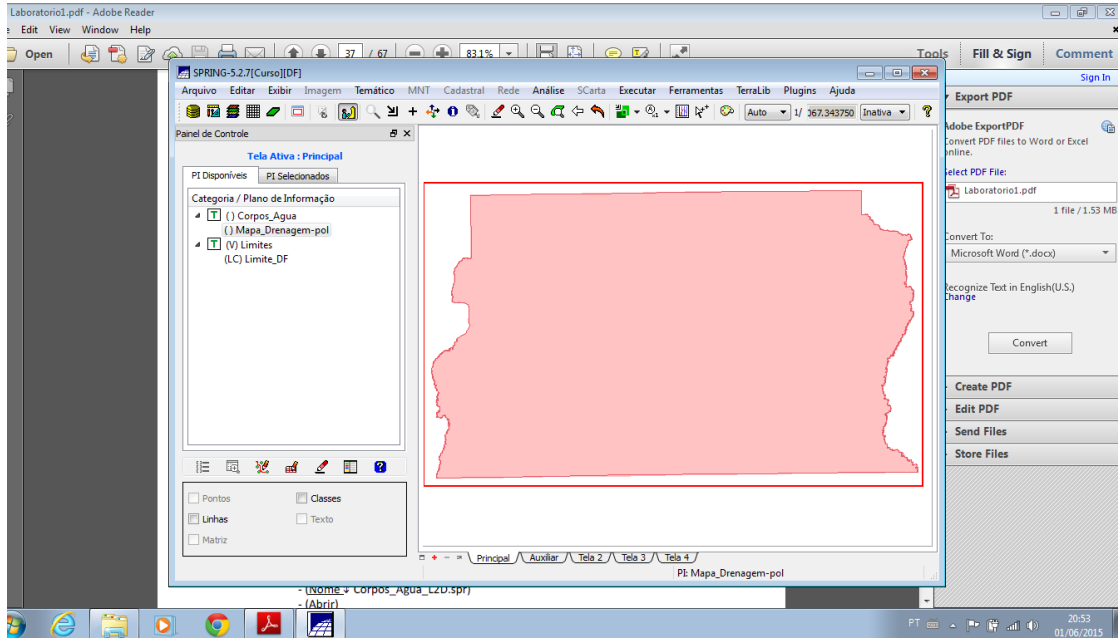 Laboratorio1.pdf - Adobe Reader
Edit View Window Help
Open 37 / 67 83.1% Tools Fill & Sign Comment
Sign In
Export PDF
Adobe ExportPDF
Convert PDF files to Word or Excel
online.
Select PDF File:
Laboratorio1.pdf
1 file / 1.53 MB
Convert To:
Microsoft Word (*.docx)
Recognize Text in English(U.S.)
Change
Convert
Create PDF
Edit PDF
Send Files
Store Files
SPRING-5.2.7[Curso][DF]
Arquivo Editar Exibir Imagem Temático MNT Cadastral Rede Análise SCarta Executar Ferramentas TerraLib Plugins Ajuda
Auto 1/ 067.343750 Inativa
Painel de Controle
Tela Ativa : Principal
PI Disponíveis PI Selecionados
Categoria / Plano de Informação
T ( ) Corpos_Agua
( ) Mapa_Drenagem-pol
T (V) Limites
(LC) Limite_DF
Pontos Classes
Linhas Texto
Matriz
Principal Auxiliar Tela 2 Tela 3 Tela 4
PI: Mapa_Drenagem-pol
- (Nome Corpos_Agua_L2D.spr)
- (Abrir)
PT 20:53
01/06/2015